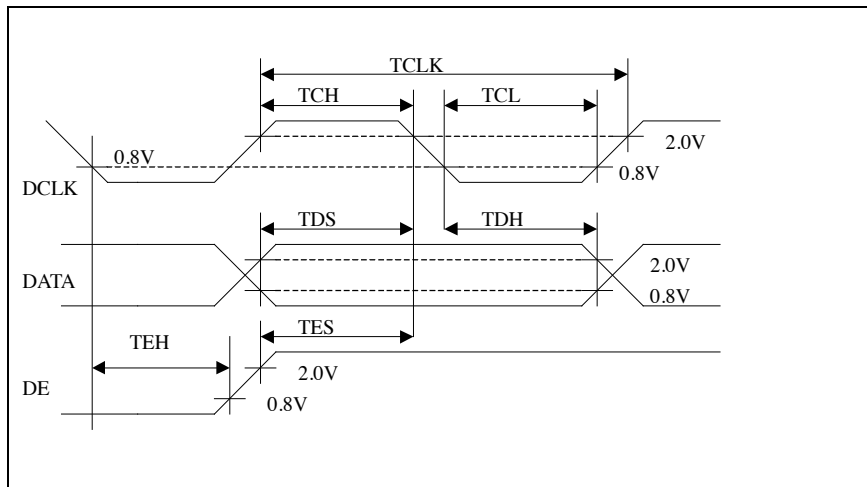 TCLK
TCH TCL
2.0V
0.8V
0.8V
DCLK
TDS TDH
2.0V
DATA
0.8V
TES
TEH
2.0V
DE
0.8V